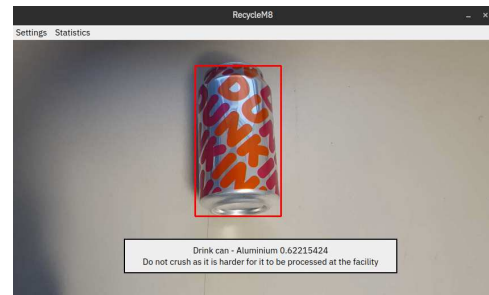 RecycleM8
Settings Statistics
DUNKIN
Drink can - Aluminium 0.62215424
Do not crush as it is harder for it to be processed at the facility